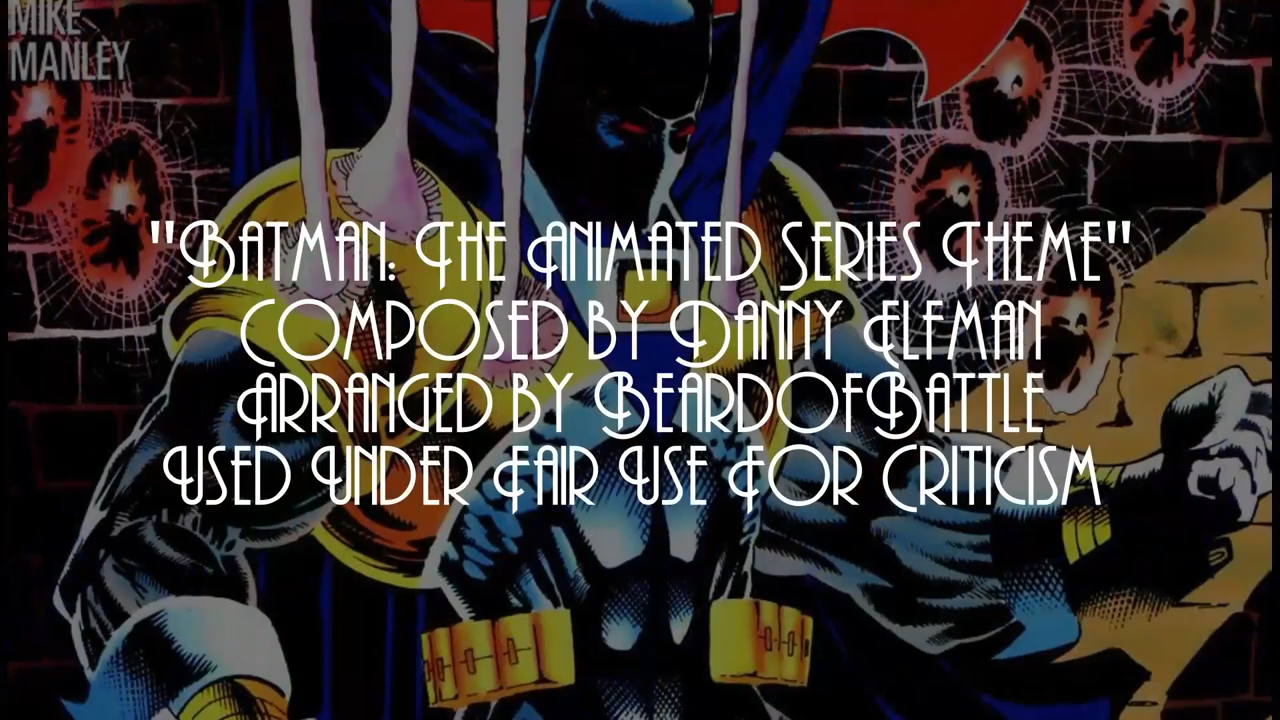 MIKE
MANLEY
"Batman: The Animated Series Theme"
Composed by Danny Elfman
Arranged by BeardofBattle
Used Under Fair Use For Criticism